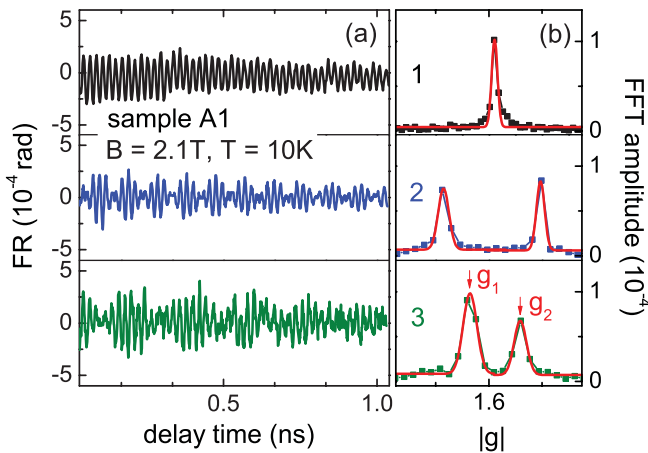 (a)
(b)
5
0
-5
sample A1
B = 2.1T, T = 10K
5
0
-5
5
0
-5
FR (10⁻⁴ rad)
0.5
1.0
delay time (ns)
1
1
0
2
1
0
3
g₁
g₂
1
0
FFT amplitude (10⁻⁴)
1.6
|g|